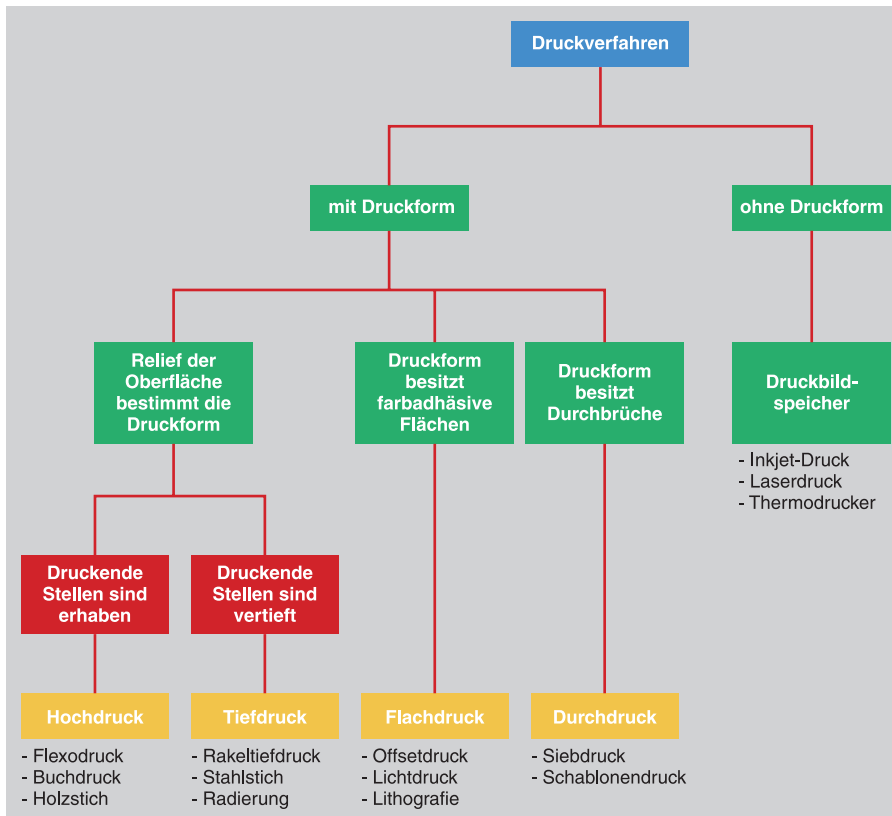 Druckverfahren
mit Druckform
ohne Druckform
Relief der
Oberfläche
bestimmt die
Druckform
Druckform
besitzt
farbadhäsive
Flächen
Druckform
besitzt
Durchbrüche
Druckbild-
speicher
- Inkjet-Druck
- Laserdruck
- Thermodrucker
Druckende
Stellen sind
erhaben
Druckende
Stellen sind
vertieft
Hochdruck
- Flexodruck
- Buchdruck
- Holzstich
Tiefdruck
- Rakeltiefdruck
- Stahlstich
- Radierung
Flachdruck
- Offsetdruck
- Lichtdruck
- Lithografie
Durchdruck
- Siebdruck
- Schablonendruck